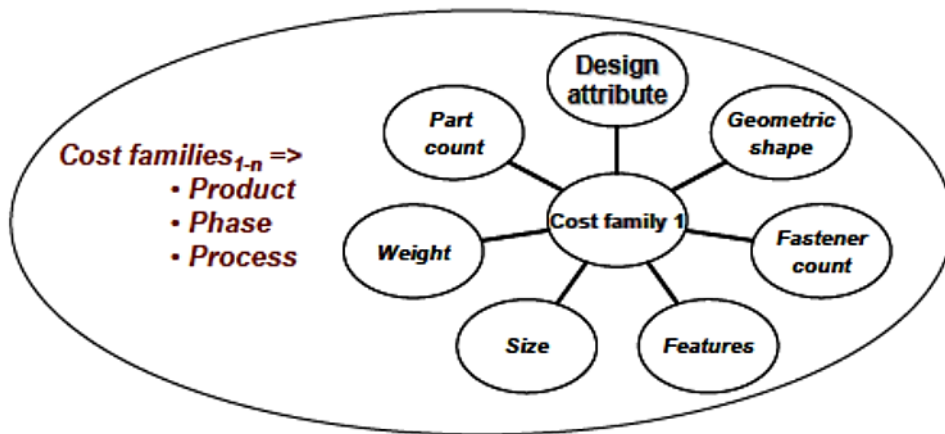 Design
attribute
Part
count
Geometric
shape
Cost families1-n =>
• Product
• Phase
• Process
Cost family 1
Weight
Fastener
count
Size
Features